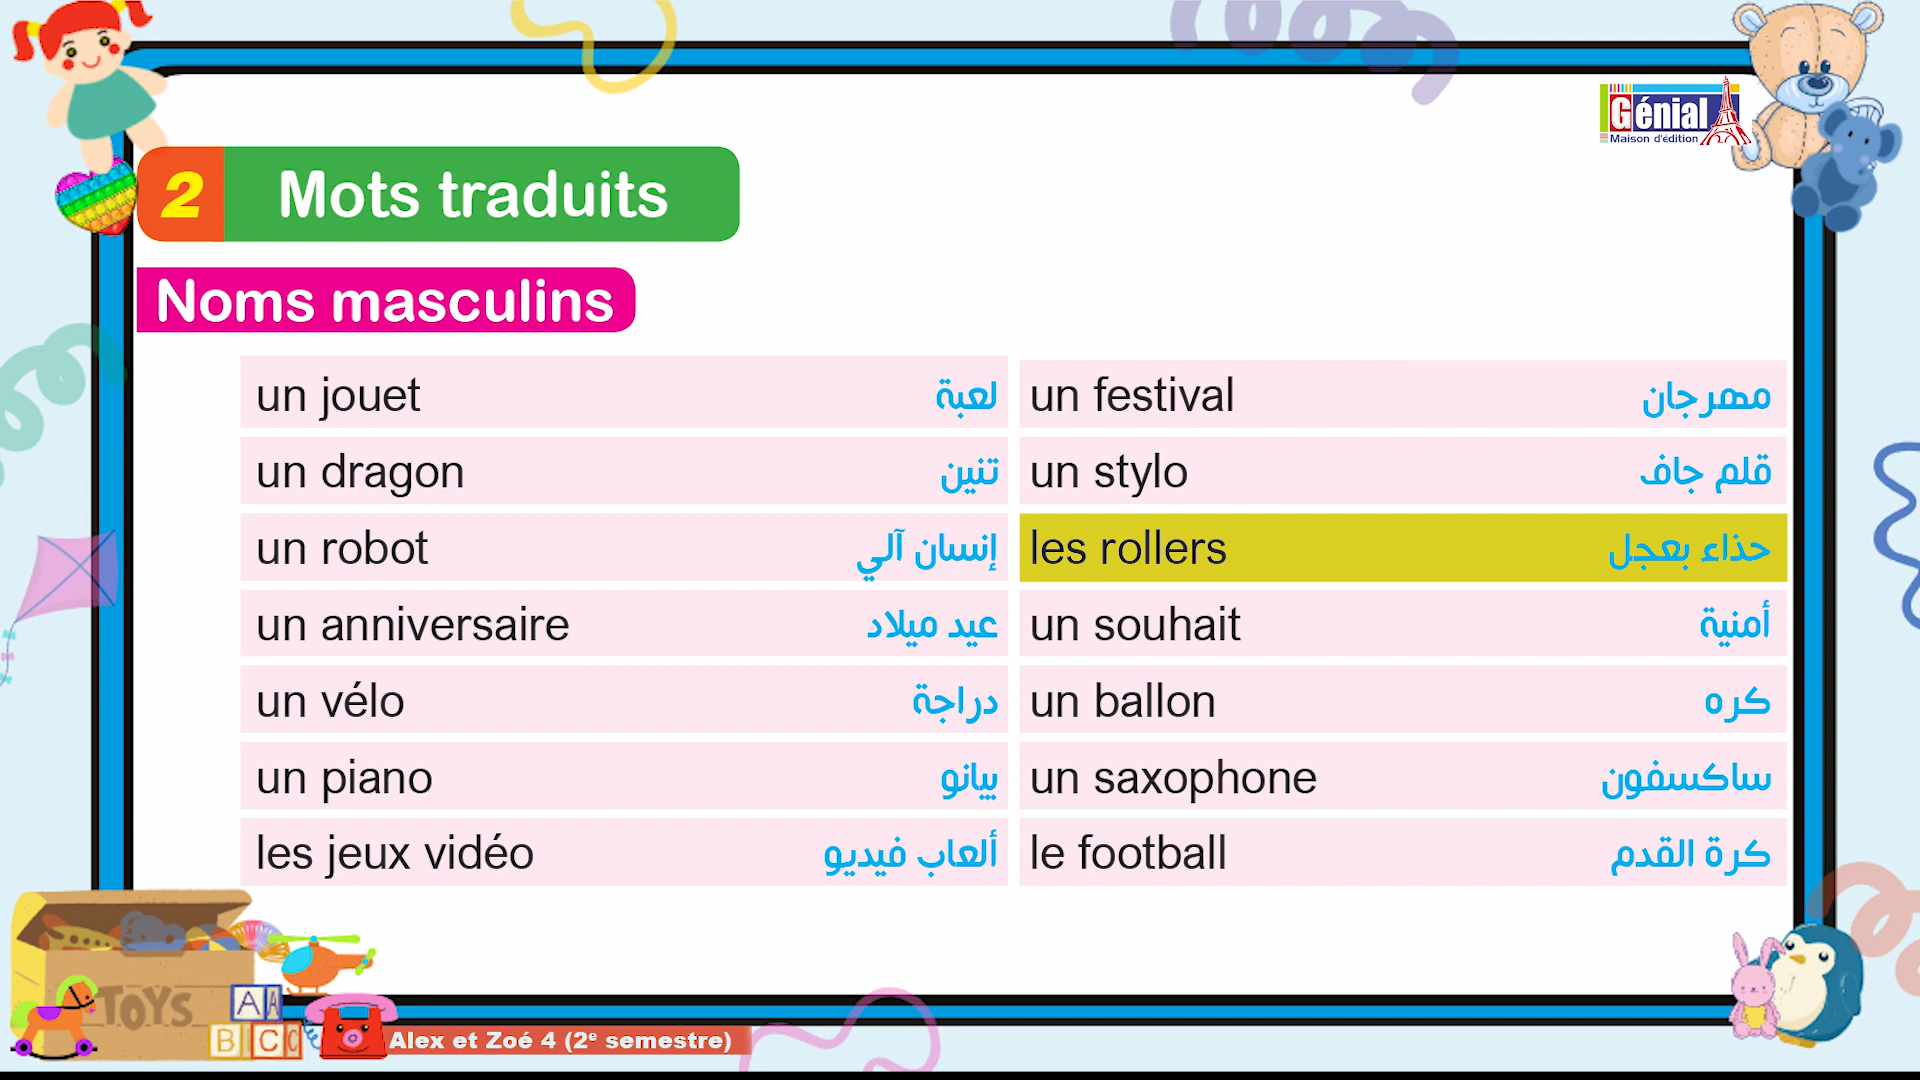 Génial
Maison d'édition
2 Mots traduits
Noms masculins
un jouet لعبة
un dragon تنين
un robot إنسان آلي
un anniversaire عيد ميلاد
un vélo دراجة
un piano بيانو
les jeux vidéo ألعاب فيديو
un festival مهرجان
un stylo قلم جاف
les rollers حذاء بعجل
un souhait أمنية
un ballon كره
un saxophone ساكسفون
le football كرة القدم
TOYS
A A
B C C
Alex et Zoé 4 (2e semestre)